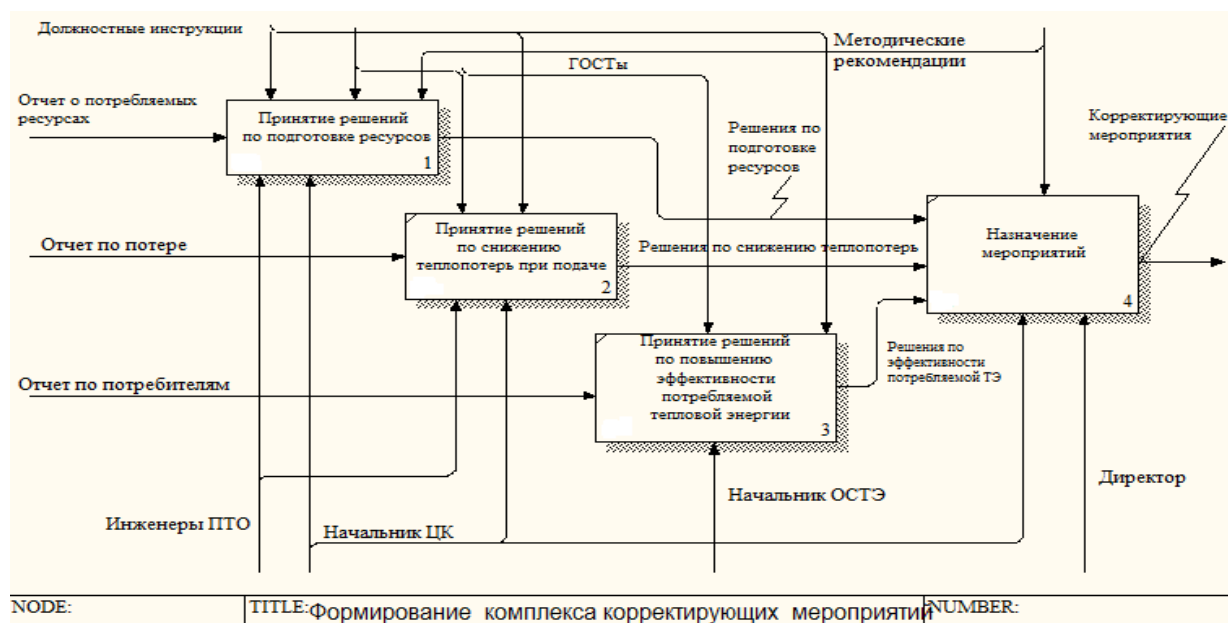 Должностные инструкции
Методические
рекомендации
ГОСТы
Отчет о потребляемых
ресурсах
Принятие решений
по подготовке ресурсов
1
Решения по
подготовке
ресурсов
Корректирующие
мероприятия
Отчет по потере
Принятие решений
по снижению
теплопотерь при подаче
2
Решения по снижению теплопотерь
Назначение
мероприятий
4
Отчет по потребителям
Принятие решений
по повышению
эффективности
потребляемой
тепловой энергии
3
Решения по
эффективности
потребляемой ТЭ
Инженеры ПТО
Начальник ЦК
Начальник ОСТЭ
Директор
NODE:
TITLE: Формирование комплекса корректирующих мероприятий
NUMBER: